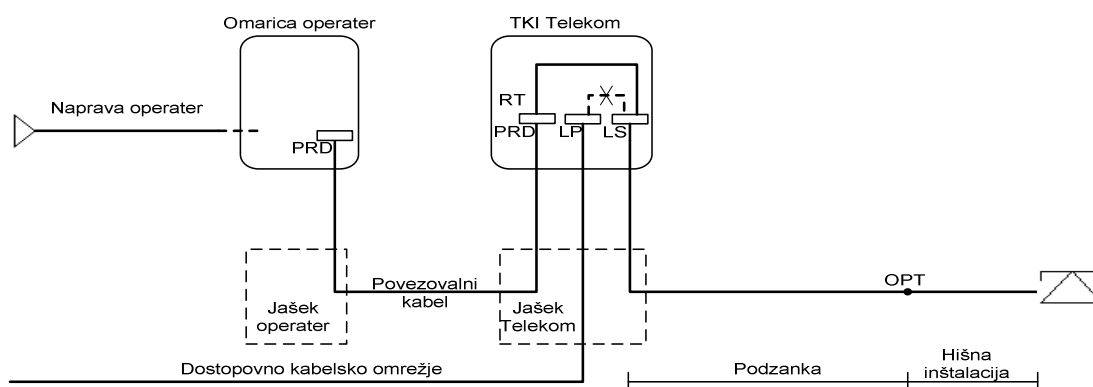 Omarica operater
TKI Telekom
Naprava operater
RT
PRD
PRD
LP
LS
Povezovalni
kabel
OPT
Jašek
operater
Jašek
Telekom
Dostopovno kabelsko omrežje
Podzanka
Hišna
inštalacija